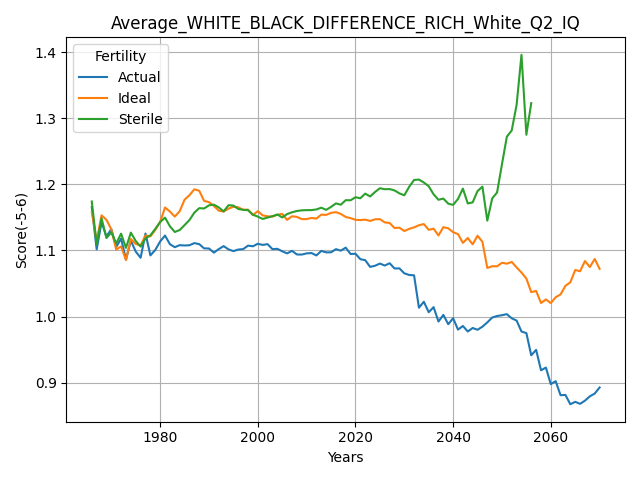 Average_WHITE_BLACK_DIFFERENCE_RICH_White_Q2_IQ
Fertility
Actual
Ideal
Sterile
Score(-5-6)
1.4
1.3
1.2
1.1
1.0
0.9
1980
2000
2020
2040
2060
Years